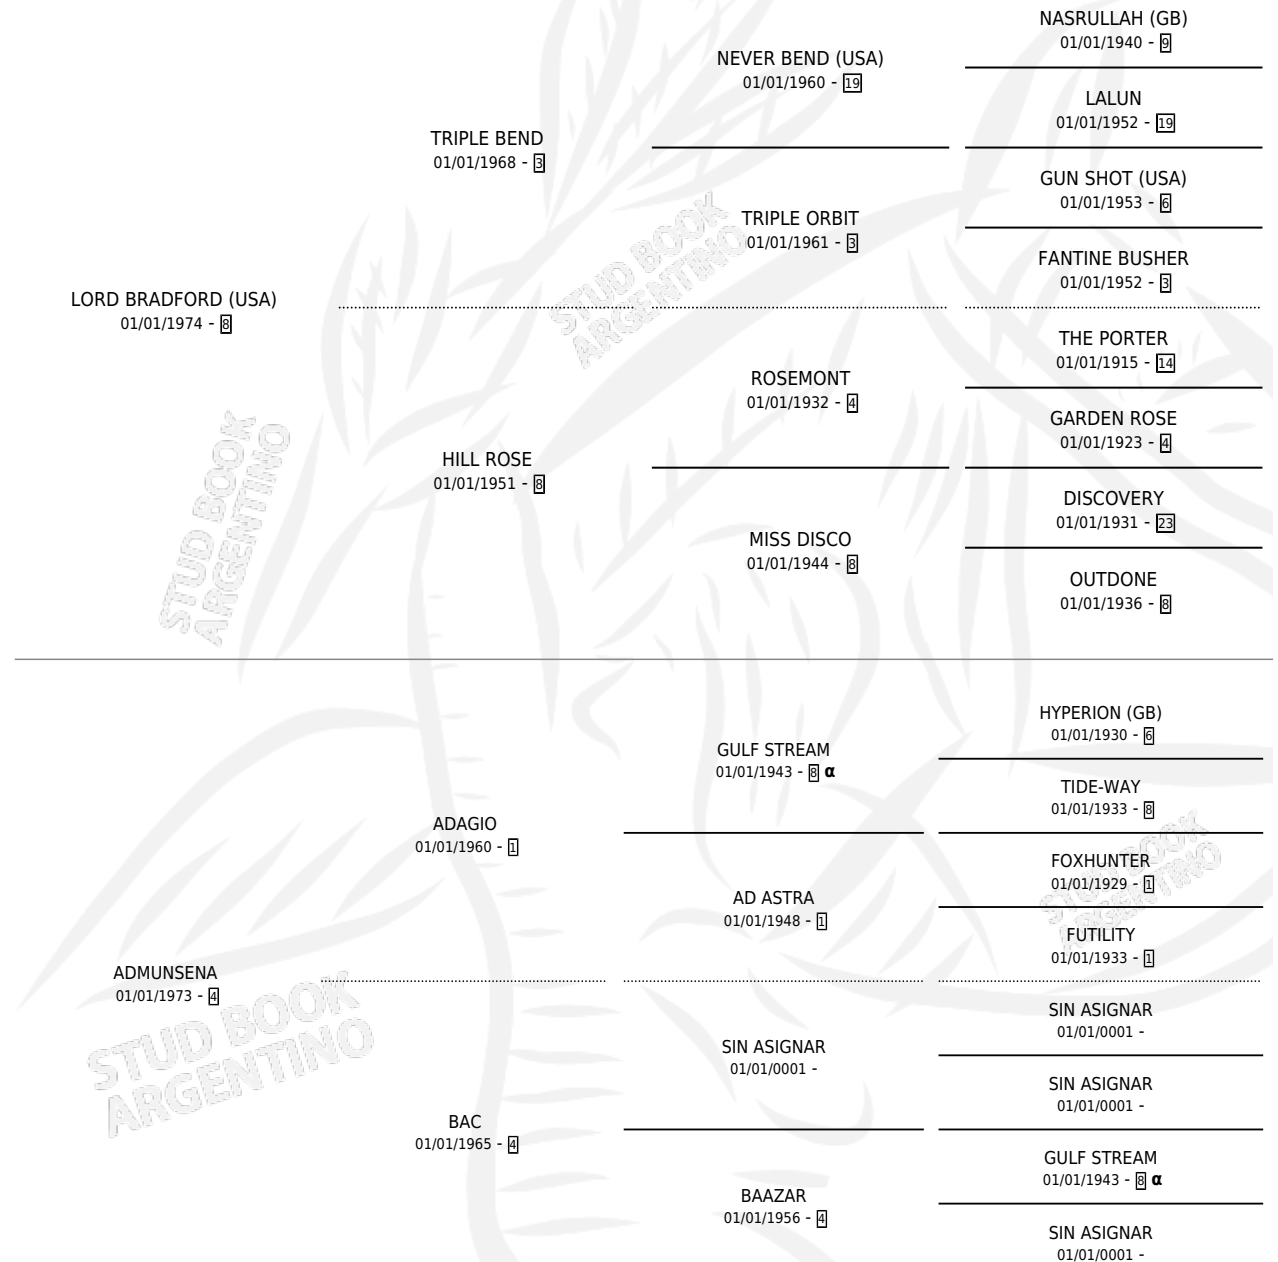 NASRULLAH (GB)
01/01/1940 - 9
NEVER BEND (USA)
01/01/1960 - 19
LALUN
01/01/1952 - 19
TRIPLE BEND
01/01/1968 - 3
GUN SHOT (USA)
01/01/1953 - 6
TRIPLE ORBIT
01/01/1961 - 3
FANTINE BUSHER
01/01/1952 - 3
LORD BRADFORD (USA)
01/01/1974 - 8
THE PORTER
01/01/1915 - 14
ROSEMONT
01/01/1932 - 4
GARDEN ROSE
01/01/1923 - 4
HILL ROSE
01/01/1951 - 8
DISCOVERY
01/01/1931 - 23
MISS DISCO
01/01/1944 - 8
OUTDONE
01/01/1936 - 8
HYPERION (GB)
01/01/1930 - 6
GULF STREAM
01/01/1943 - 8 α
TIDE-WAY
01/01/1933 - 8
ADAGIO
01/01/1960 - 1
FOXHUNTER
01/01/1929 - 1
AD ASTRA
01/01/1948 - 1
FUTILITY
01/01/1933 - 1
ADMUNSENA
01/01/1973 - 4
SIN ASIGNAR
01/01/0001 -
SIN ASIGNAR
01/01/0001 -
SIN ASIGNAR
01/01/0001 -
BAC
01/01/1965 - 4
GULF STREAM
01/01/1943 - 8 α
BAAZAR
01/01/1956 - 4
SIN ASIGNAR
01/01/0001 -
STUD BOOK
ARGENTINO
STUD BOOK
ARGENTINO
STUD BOOK
ARGENTINO
STUD BOOK
ARGENTINO